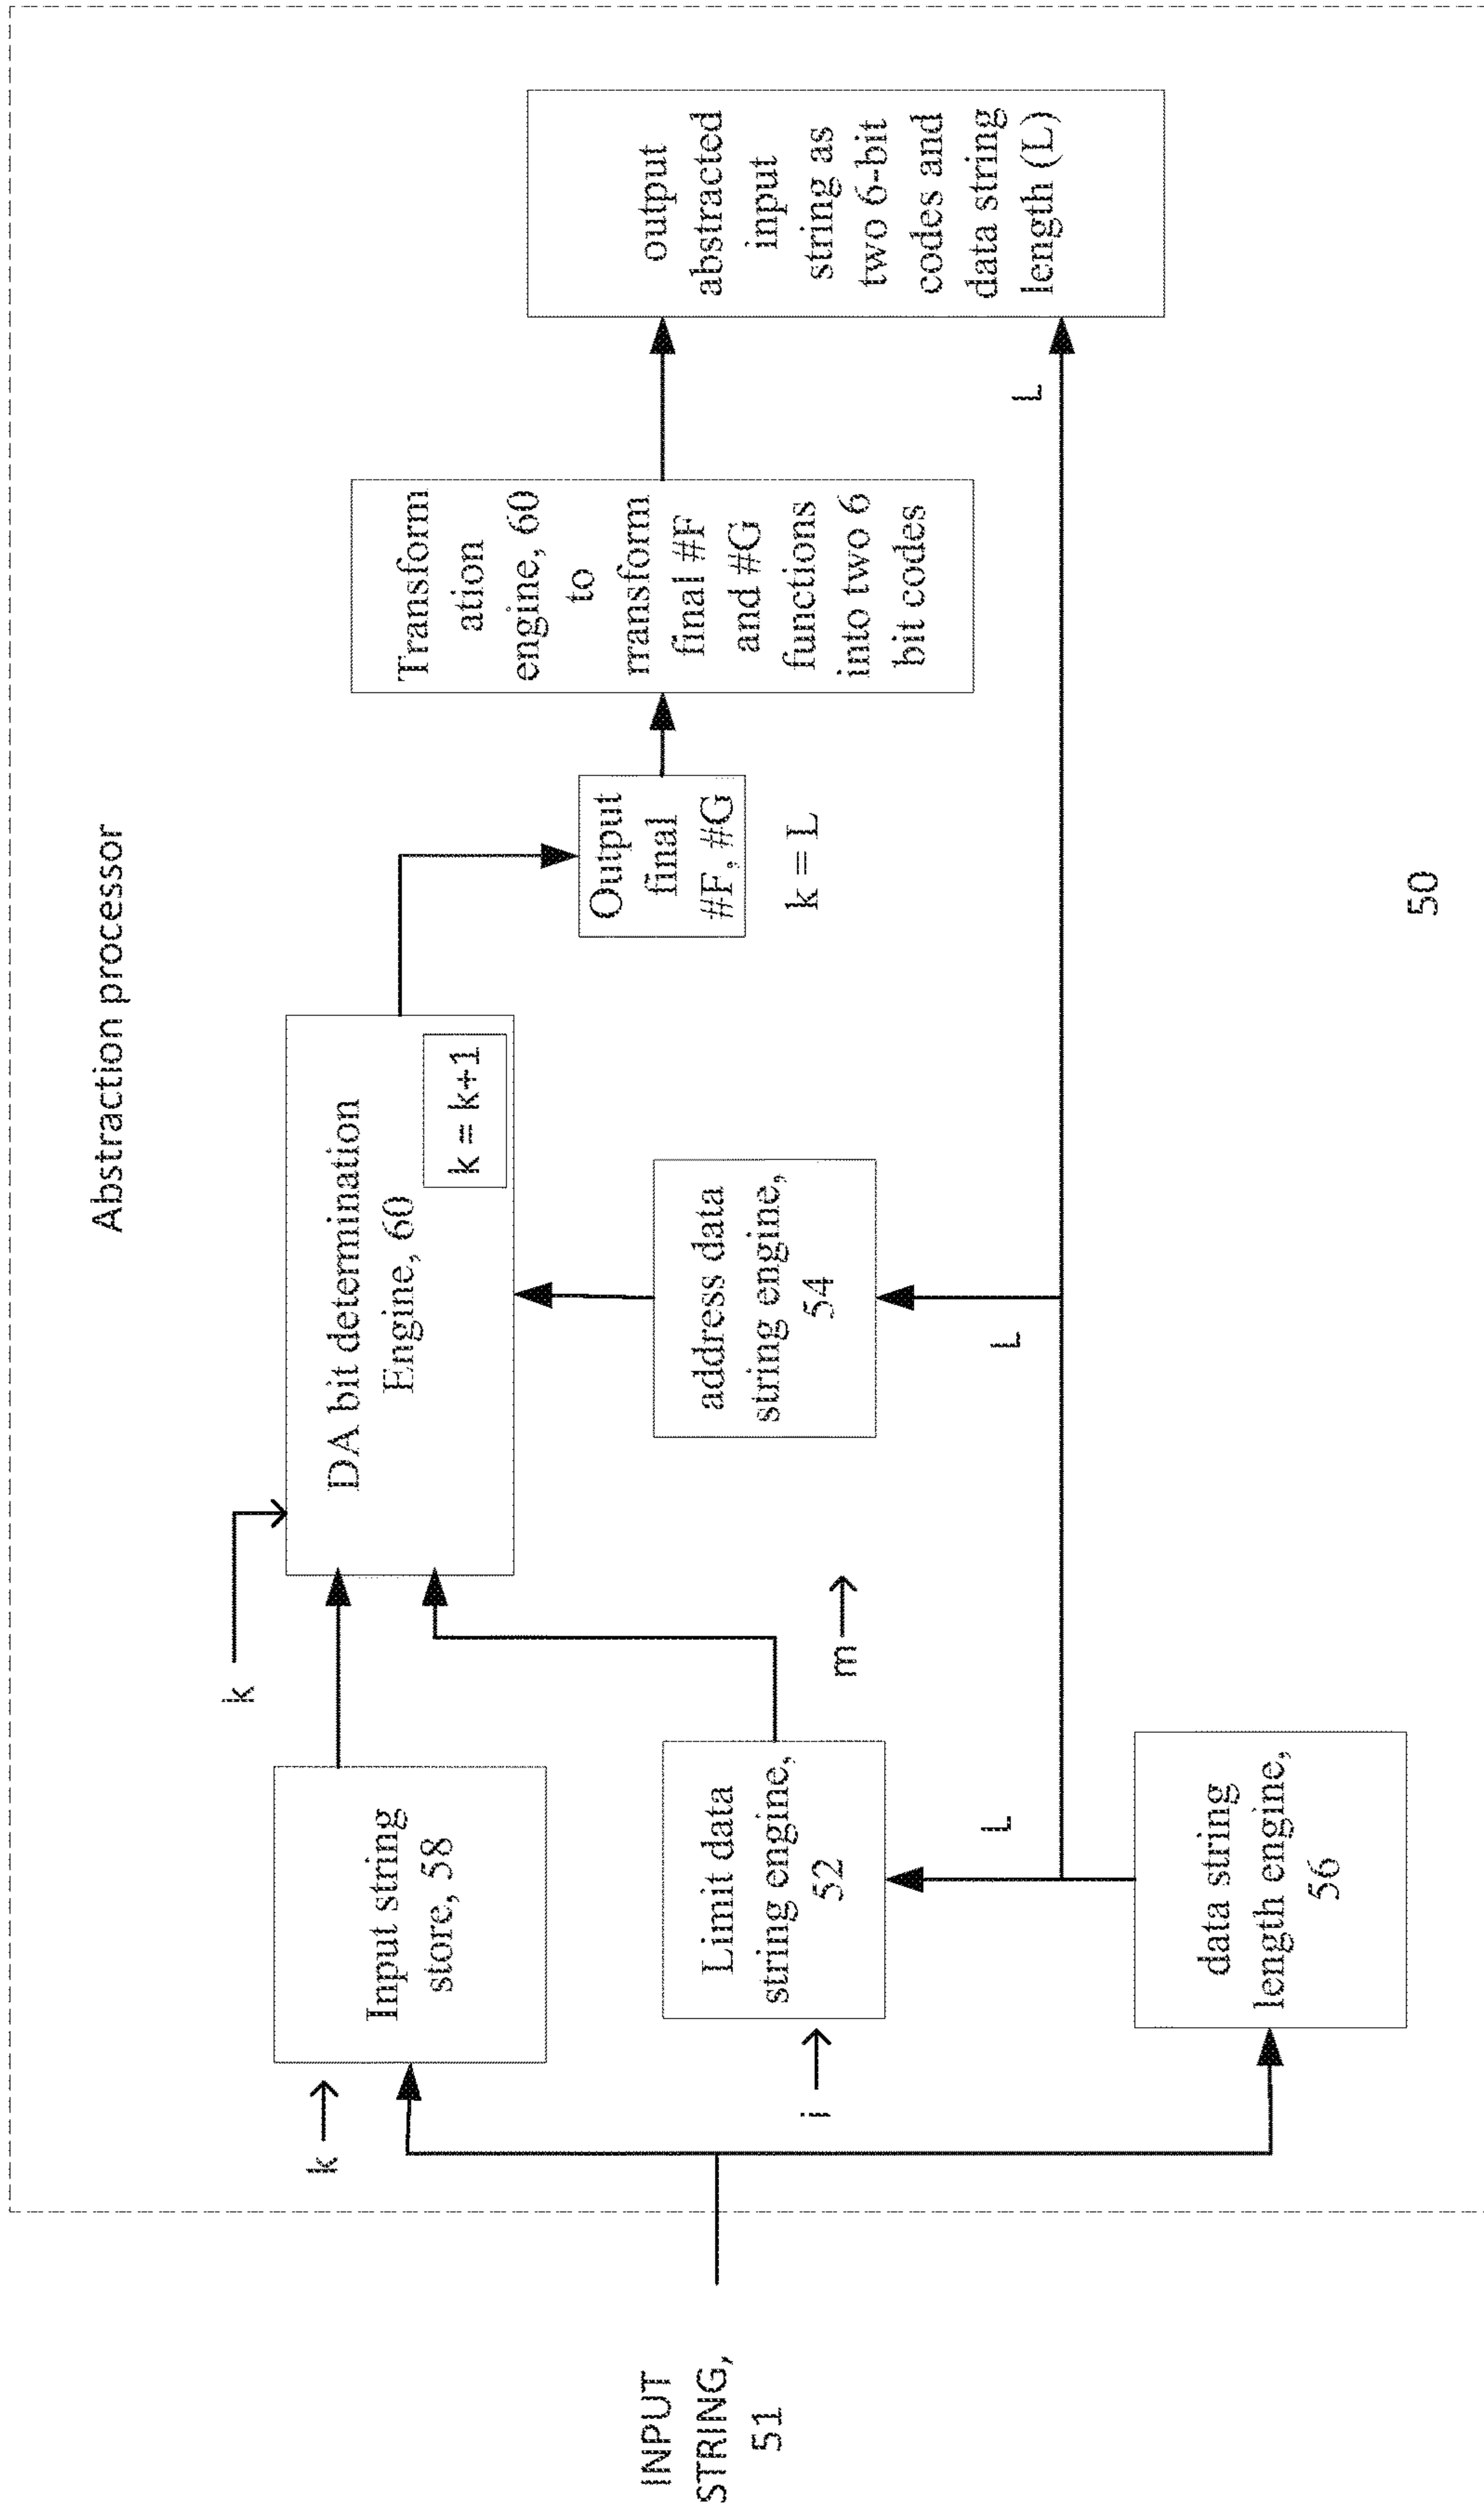 Abstraction processor
INPUT
STRING,
51
k
Input string
store, 58
k
DA bit determination
Engine, 60
k = k+1
i
Limit data
string engine,
52
m
address data
string engine,
54
L
L
data string
length engine,
56
Output
final
#F, #G
k = L
Transform
ation
engine, 60
to
transform
final #F
and #G
functions
into two 6
bit codes
L
output
abstracted
input
string as
two 6-bit
codes and
data string
length (L)
50